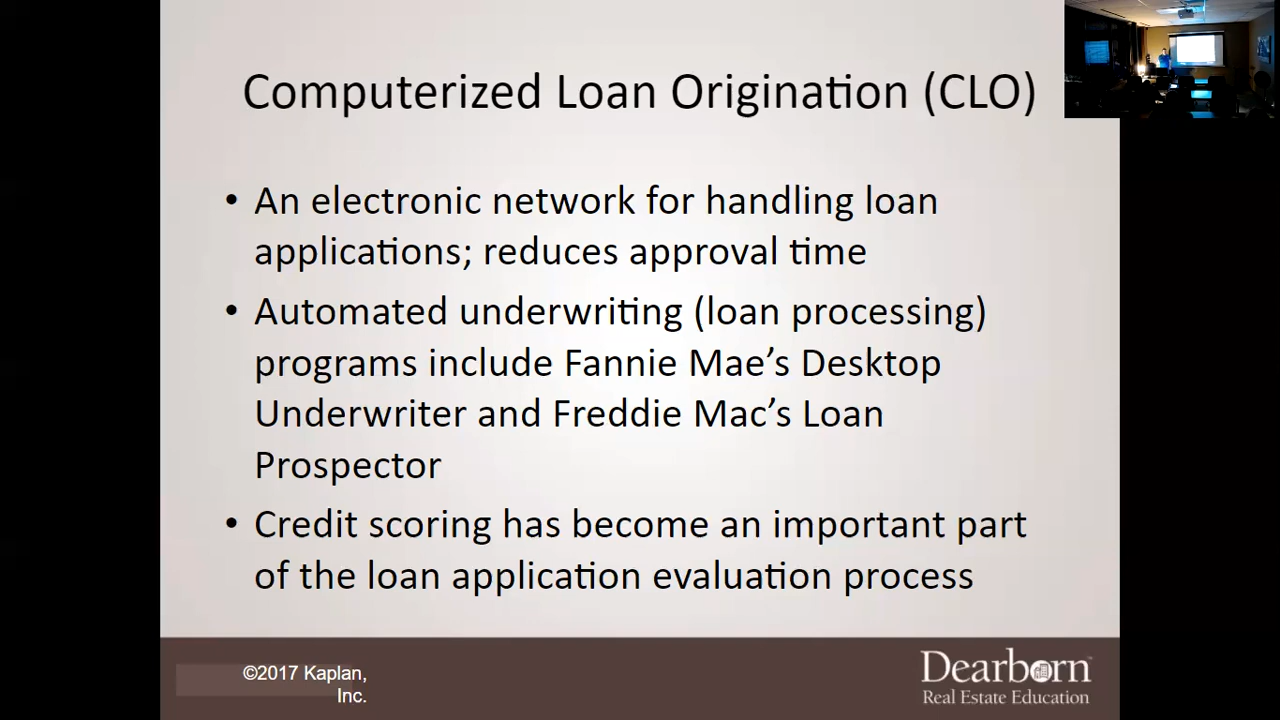 Computerized Loan Origination (CLO)
• An electronic network for handling loan
applications; reduces approval time
• Automated underwriting (loan processing)
programs include Fannie Mae’s Desktop
Underwriter and Freddie Mac’s Loan
Prospector
• Credit scoring has become an important part
of the loan application evaluation process
©2017 Kaplan,
Inc.
Dearborn™
Real Estate Education